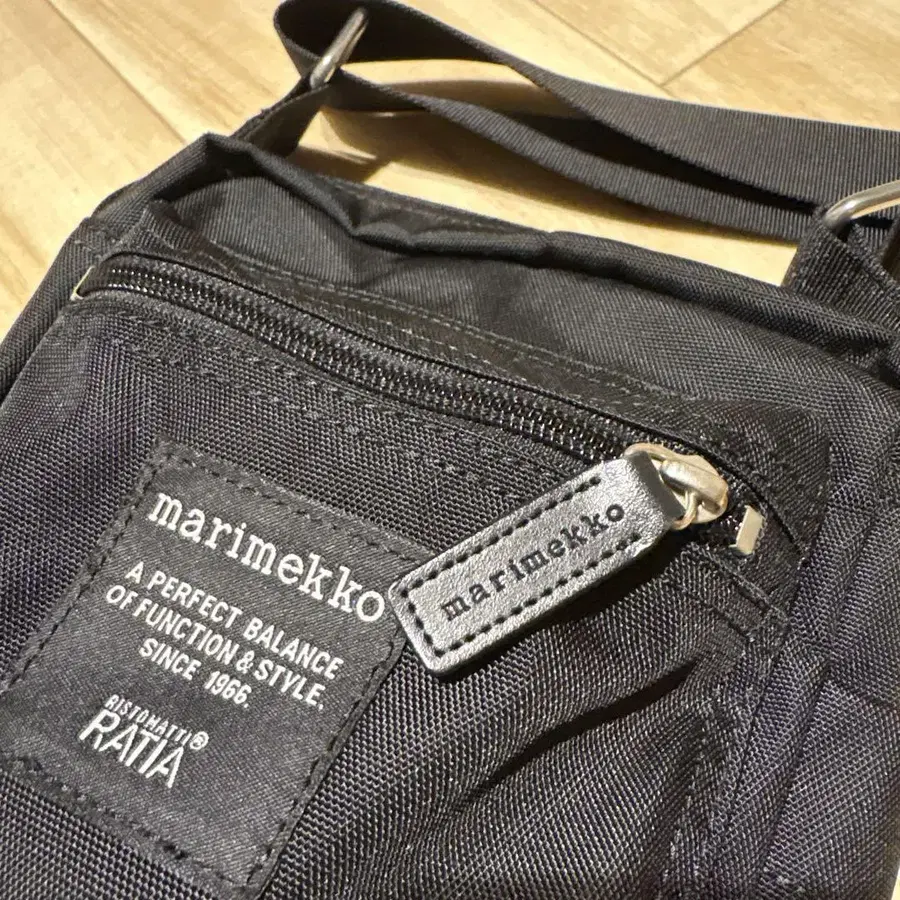 marimekko
A PERFECT BALANCE
OF FUNCTION & STYLE.
SINCE 1966.
RISTOMATTI
RATIA®
marimekko